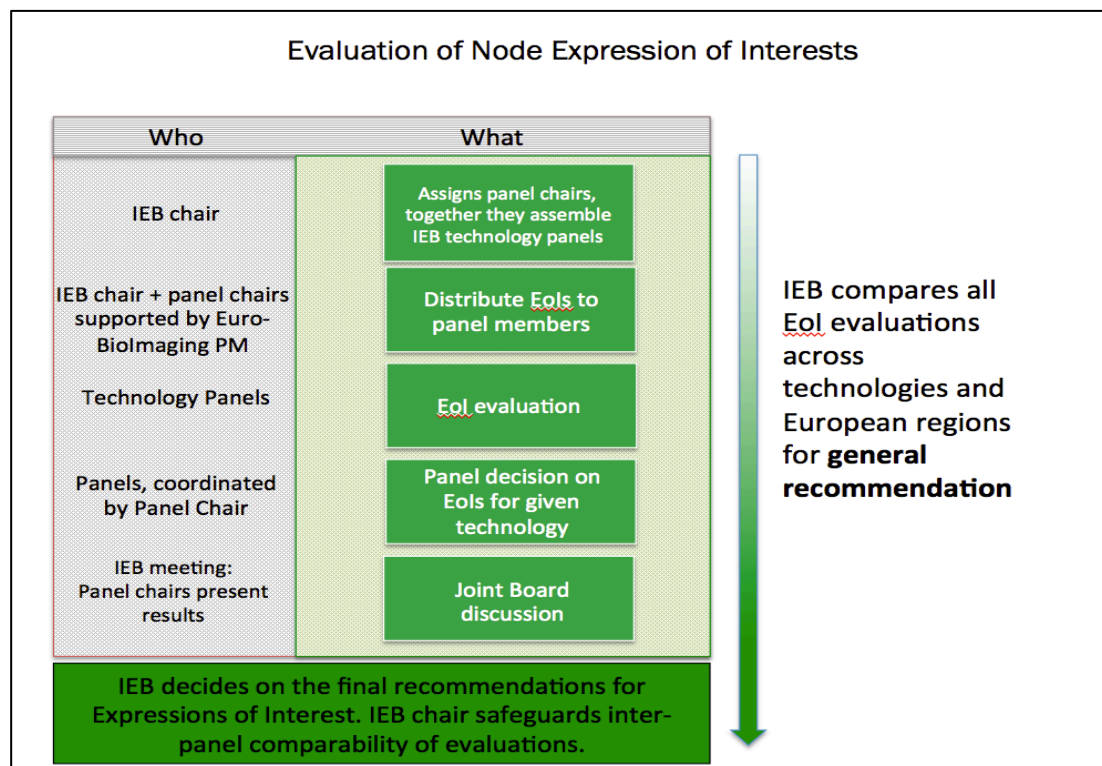 Evaluation of Node Expression of Interests
Who
What
IEB chair
Assigns panel chairs,
together they assemble
IEB technology panels
IEB chair + panel chairs
supported by Euro-
BioImaging PM
Distribute EoIs to
panel members
Technology Panels
EoI evaluation
Panels, coordinated
by Panel Chair
Panel decision on
EoIs for given
technology
IEB meeting:
Panel chairs present
results
Joint Board
discussion
IEB decides on the final recommendations for
Expressions of Interest. IEB chair safeguards inter-
panel comparability of evaluations.
IEB compares all
EoI evaluations
across
technologies and
European regions
for general
recommendation